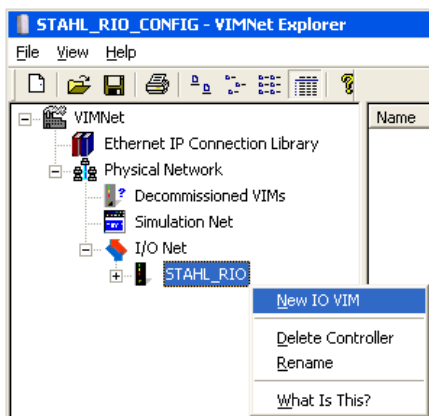 STAHL_RIO_CONFIG - VIMNet Explorer
File View Help
VIMNet
Name
Ethernet IP Connection Library
Physical Network
Decommissioned VIMs
Simulation Net
I/O Net
STAHL_RIO
New IO VIM
Delete Controller
Rename
What Is This?